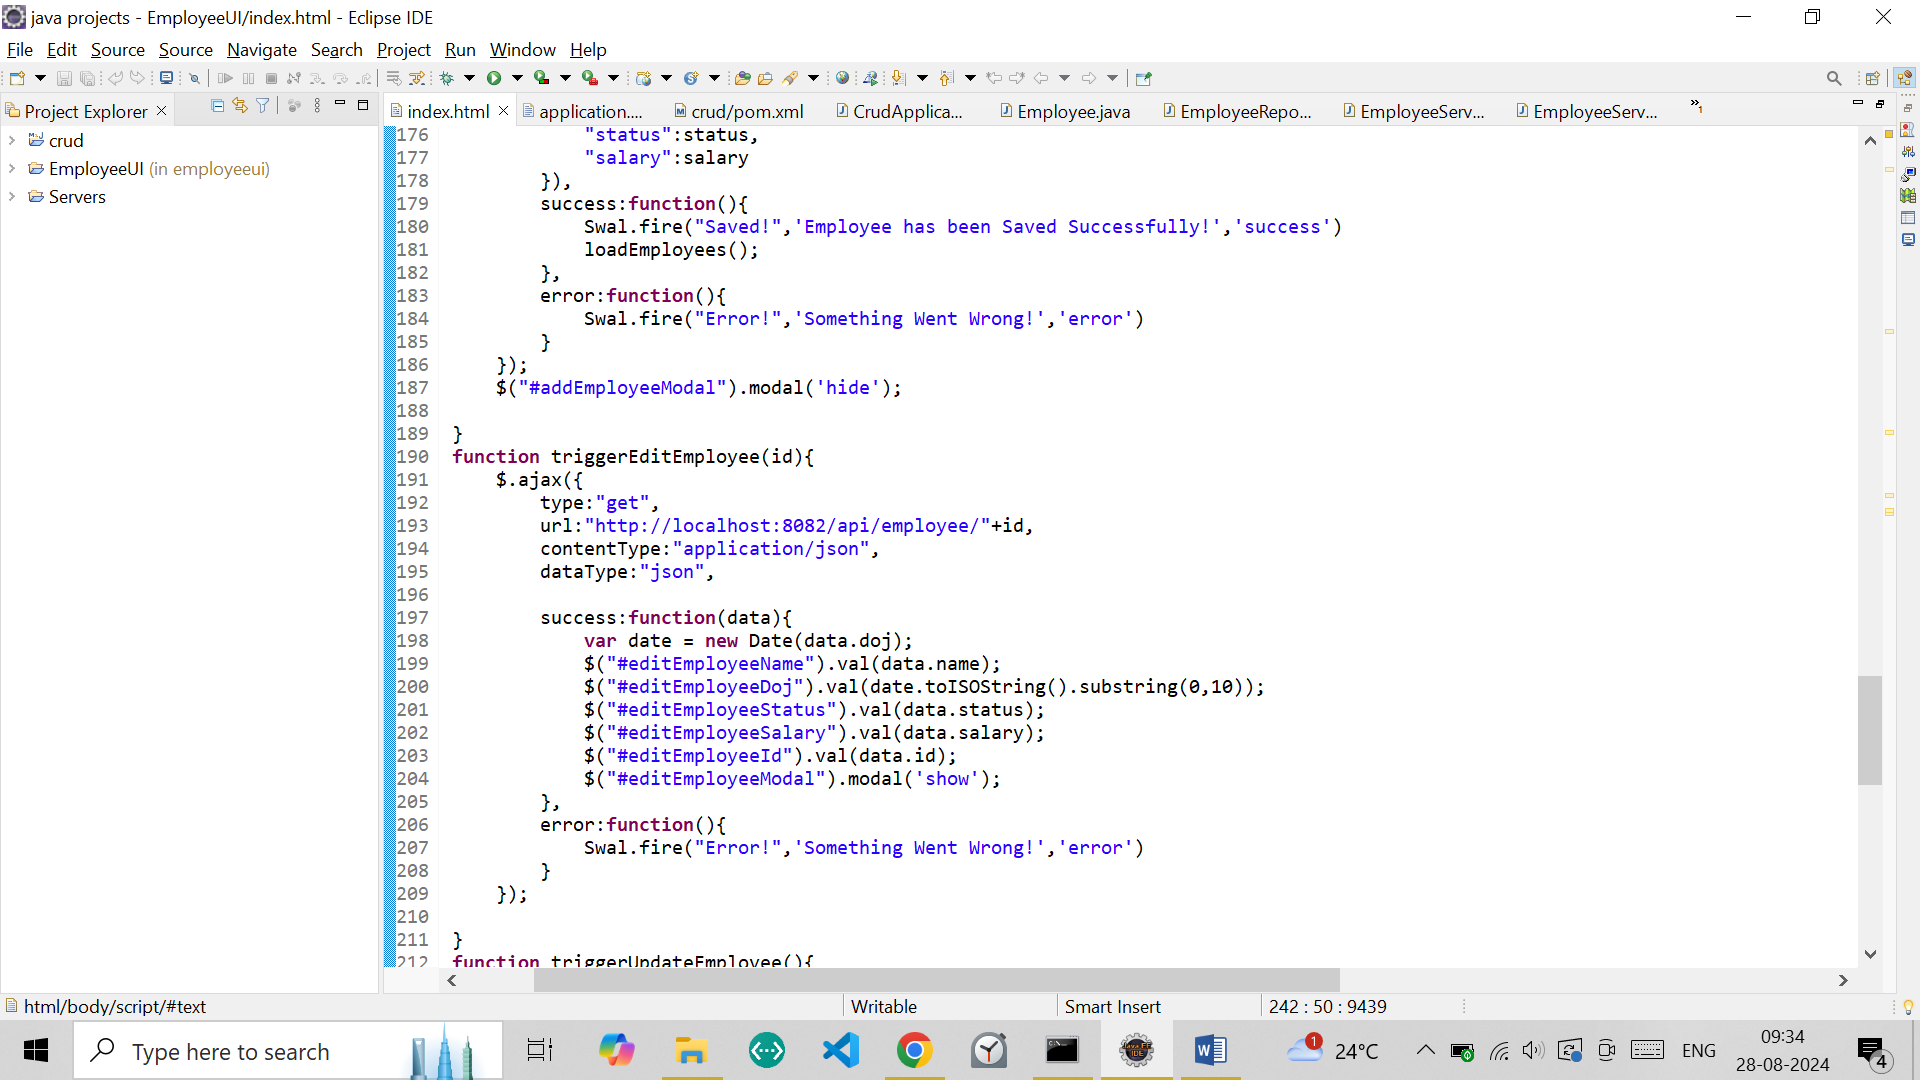 java projects - EmployeeUI/index.html - Eclipse IDE
File Edit Source Source Navigate Search Project Run Window Help
Project Explorer
index.html application.... crud/pom.xml CrudApplica... Employee.java EmployeeRepo... EmployeeServ... EmployeeServ... »1
crud
EmployeeUI (in employeeui)
Servers
176 "status":status,
177 "salary":salary
178 }),
179 success:function(){
180 Swal.fire("Saved!",'Employee has been Saved Successfully!','success')
181 loadEmployees();
182 },
183 error:function(){
184 Swal.fire("Error!",'Something Went Wrong!','error')
185 }
186 });
187 $("#addEmployeeModal").modal('hide');
188
189 }
190 function triggerEditEmployee(id){
191 $.ajax({
192 type:"get",
193 url:"http://localhost:8082/api/employee/"+id,
194 contentType:"application/json",
195 dataType:"json",
196
197 success:function(data){
198 var date = new Date(data.doj);
199 $("#editEmployeeName").val(data.name);
200 $("#editEmployeeDoj").val(date.toISOString().substring(0,10));
201 $("#editEmployeeStatus").val(data.status);
202 $("#editEmployeeSalary").val(data.salary);
203 $("#editEmployeeId").val(data.id);
204 $("#editEmployeeModal").modal('show');
205 },
206 error:function(){
207 Swal.fire("Error!",'Something Went Wrong!','error')
208 }
209 });
210
211 }
212 function triggerUpdateEmployee(){
html/body/script/#text Writable Smart Insert 242 : 50 : 9439
Type here to search 1 24°C ENG 09:34
28-08-2024 4